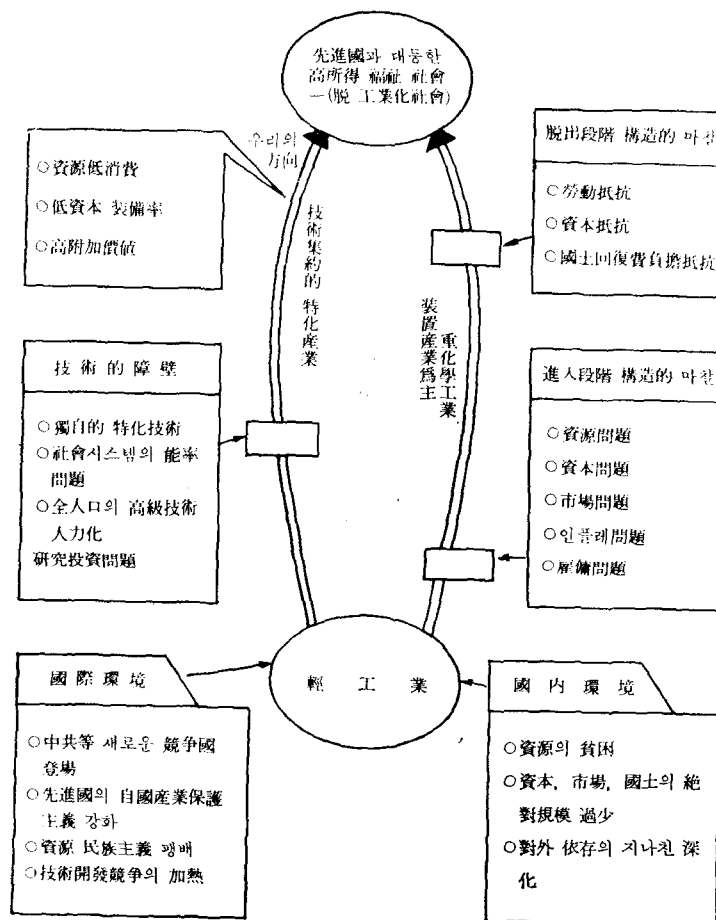 先進國과 대등한
高所得 福祉 社會
―(脫 工業化社會)
우리의
方向
○資源低消費
○低資本 装備率
○高附加價値
技術集約的 特化産業
脫出段階 構造的 마찰
○勞動抵抗
○資本抵抗
○國土回復費負擔抵抗
重化學工業
装置産業爲主
技術的障壁
○獨自的 特化技術
○社會시스템의 能率
問題
○全人口의 高級技術
人力化
研究投資問題
進入段階 構造的 마찰
○資源問題
○資本問題
○市場問題
○인플레問題
○雇傭問題
輕工業
國際環境
○中共等 새로운 競爭國
登場
○先進國의 自國産業保護
主義 강화
○資源 民族主義 팽배
○技術開發競爭의 加熱
國内環境
○資源의 貧困
○資本, 市場, 國土의 絶
對規模 過少
○對外 依存의 지나친 深
化